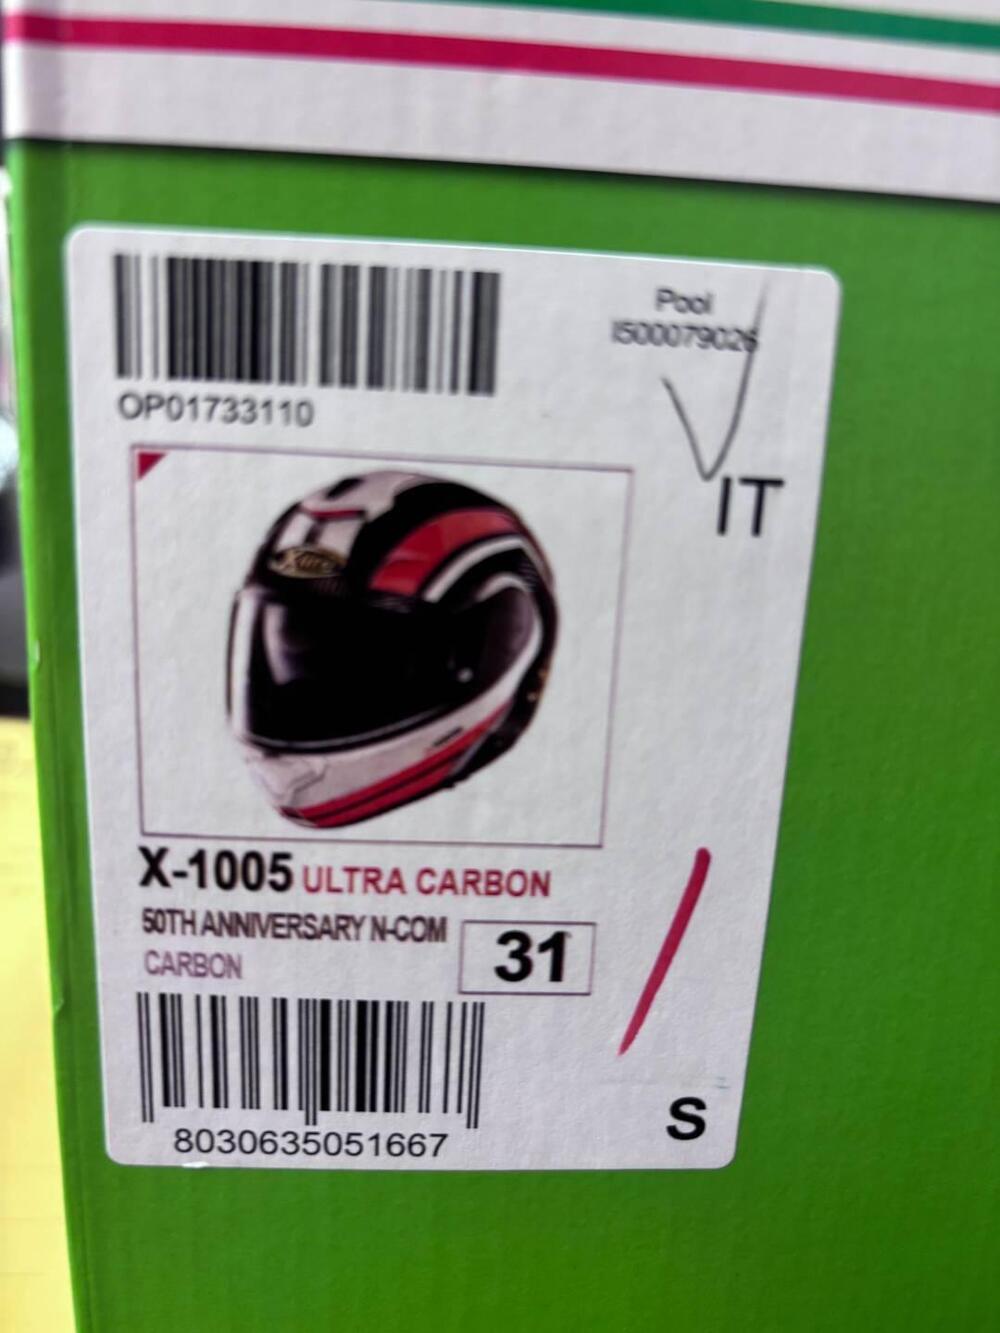 Pool
I500079026
OP01733110
IT
X-1005 ULTRA CARBON
50TH ANNIVERSARY N-COM
CARBON
31
8030635051667
S